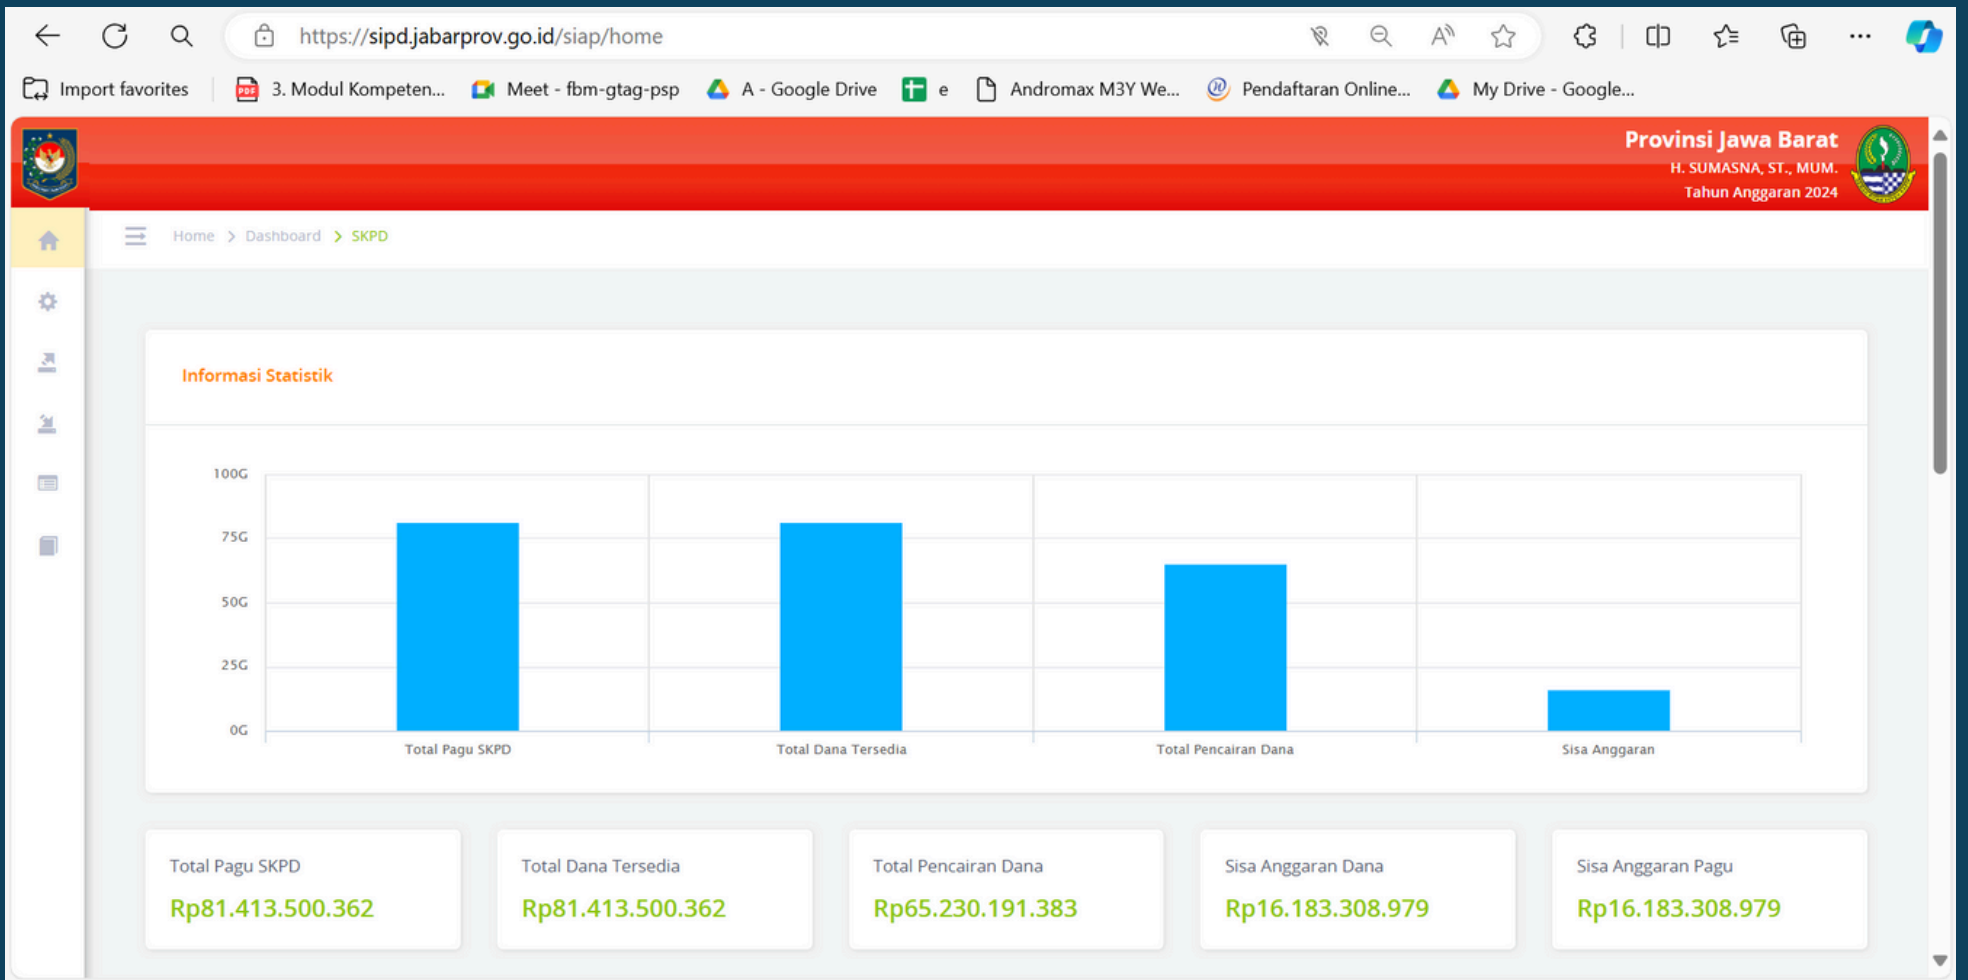 https://sipd.jabarprov.go.id/siap/home
Import favorites
3. Modul Kompeten...
Meet - fbm-gtag-psp
A - Google Drive
e
Andromax M3Y We...
Pendaftaran Online...
My Drive - Google...
Provinsi Jawa Barat
H. SUMASNA, ST., MUM.
Tahun Anggaran 2024
Home > Dashboard > SKPD
Informasi Statistik
100G
75G
50G
25G
0G
Total Pagu SKPD
Total Dana Tersedia
Total Pencairan Dana
Sisa Anggaran
Total Pagu SKPD
Rp81.413.500.362
Total Dana Tersedia
Rp81.413.500.362
Total Pencairan Dana
Rp65.230.191.383
Sisa Anggaran Dana
Rp16.183.308.979
Sisa Anggaran Pagu
Rp16.183.308.979